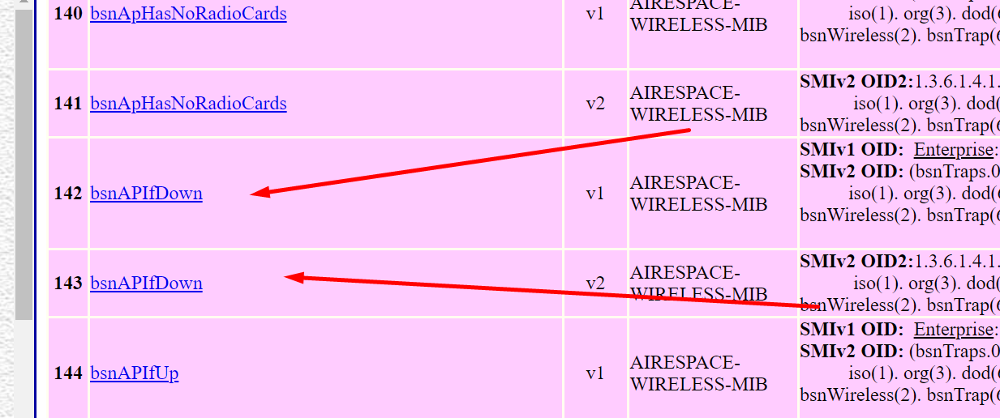 140 bsnApHasNoRadioCards v1 AIRESPACE-
WIRELESS-MIB
iso(1). org(3). dod(
bsnWireless(2). bsnTrap(
141 bsnApHasNoRadioCards v2 AIRESPACE-
WIRELESS-MIB
SMIv2 OID2:1.3.6.1.4.1.
iso(1). org(3). dod(
bsnWireless(2). bsnTrap(
142 bsnAPIfDown v1 AIRESPACE-
WIRELESS-MIB
SMIv1 OID: Enterprise:
SMIv2 OID: (bsnTraps.0
iso(1). org(3). dod(
bsnWireless(2). bsnTrap(
143 bsnAPIfDown v2 AIRESPACE-
WIRELESS-MIB
SMIv2 OID2:1.3.6.1.4.1.
iso(1). org(3). dod(
bsnWireless(2). bsnTrap(
144 bsnAPIfUp v1 AIRESPACE-
WIRELESS-MIB
SMIv1 OID: Enterprise:
SMIv2 OID: (bsnTraps.0
iso(1). org(3). dod(
bsnWireless(2). bsnTrap(